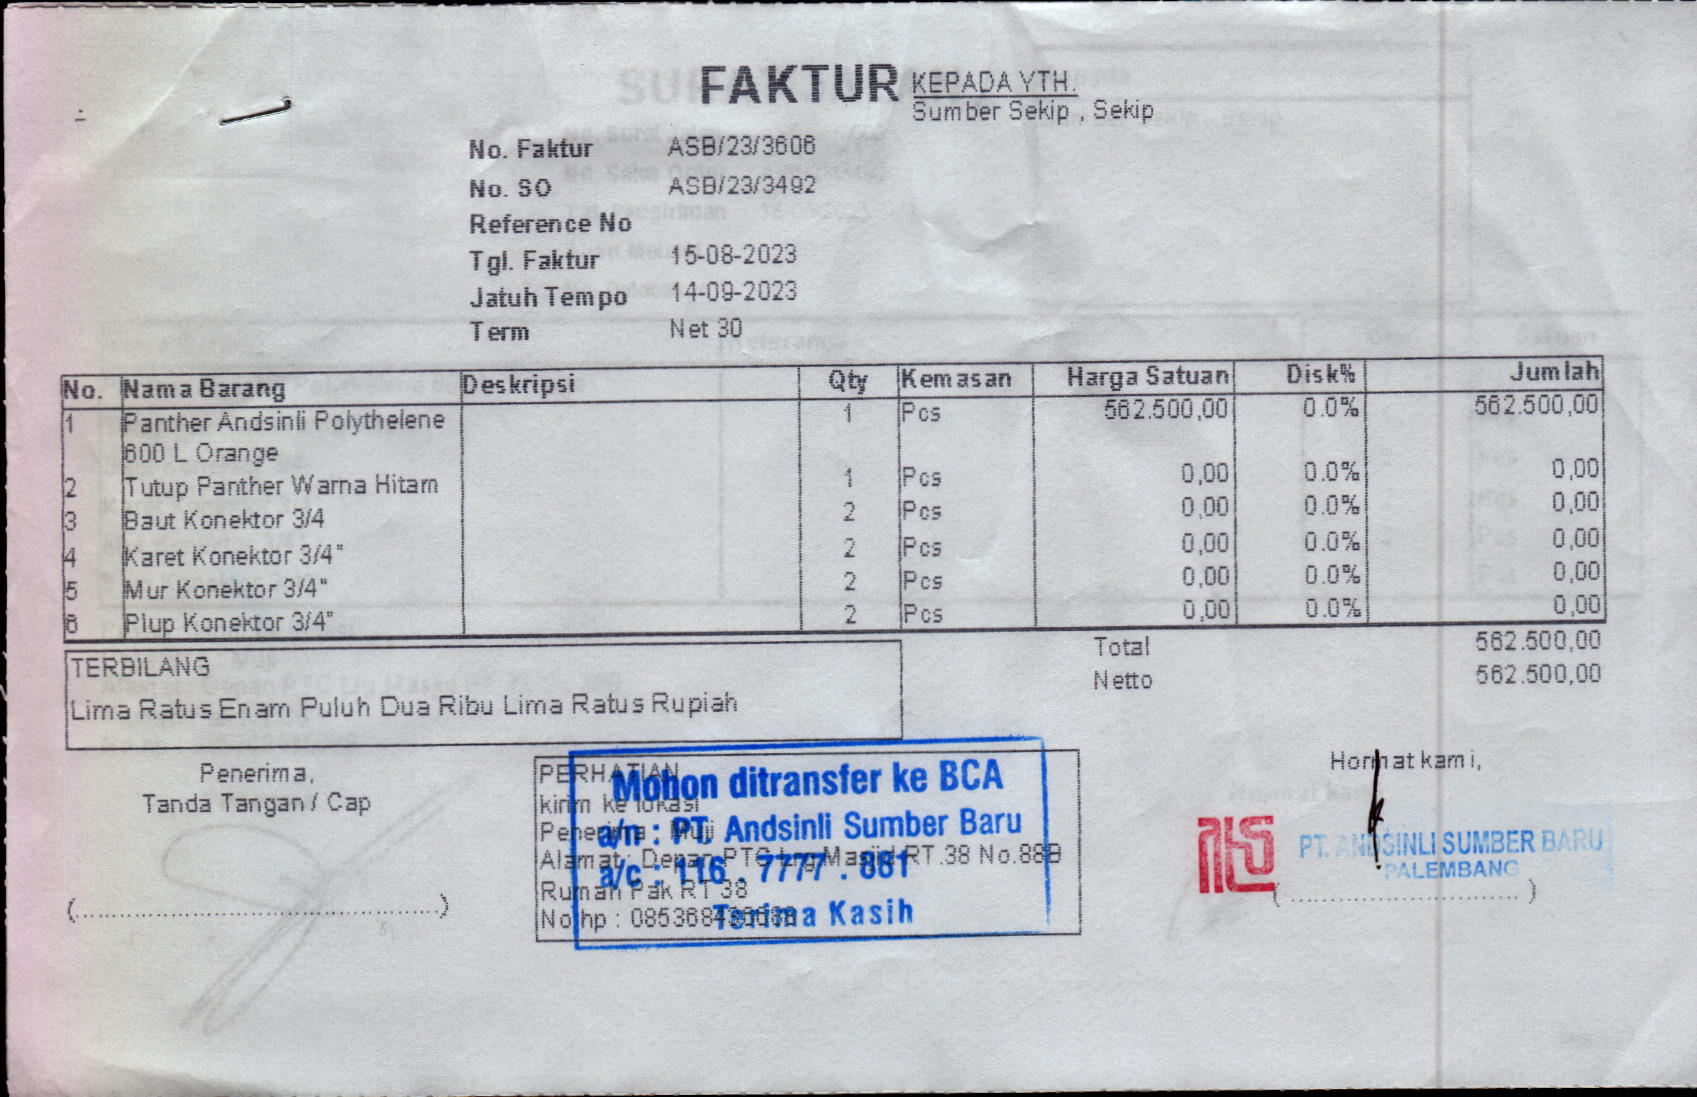 FAKTUR
KEPADA YTH.
Sumber Sekip , Sekip
No. Faktur ASB/23/3606
No. SO ASB/23/3492
Reference No
Tgl. Faktur 15-08-2023
Jatuh Tempo 14-09-2023
Term Net 30
No. Nama Barang Deskripsi Qty Kemasan Harga Satuan Disk% Jumlah
1 Panther Andsinli Polythelene 1 Pcs 562.500,00 0.0% 562.500,00
600 L Orange
2 Tutup Panther Warna Hitam 1 Pcs 0,00 0.0% 0,00
3 Baut Konektor 3/4 2 Pcs 0,00 0.0% 0,00
4 Karet Konektor 3/4" 2 Pcs 0,00 0.0% 0,00
5 Mur Konektor 3/4" 2 Pcs 0,00 0.0% 0,00
6 Plup Konektor 3/4" 2 Pcs 0,00 0.0% 0,00
Total 562.500,00
Netto 562.500,00
TERBILANG
Lima Ratus Enam Puluh Dua Ribu Lima Ratus Rupiah
Penerima,
Tanda Tangan / Cap
(........................................)
PERHATIAN
kirim ke lokasi
Penerima : Muji
Alamat : Depan PTC Lrg Masjid RT.38 No.88B
Rumah Pak RT 38
No hp :
Mohon ditransfer ke BCA
a/n : PT. Andsinli Sumber Baru
a/c : 116 . 7777 . 881
Terima Kasih
Hormat kami,
PT. ANDSINLI SUMBER BARU
PALEMBANG
(..............................)